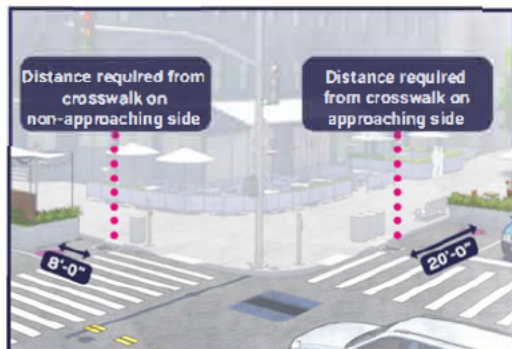 Distance required from
crosswalk on
non-approaching side
Distance required
from crosswalk on
approaching side
8'-0"
20'-0"